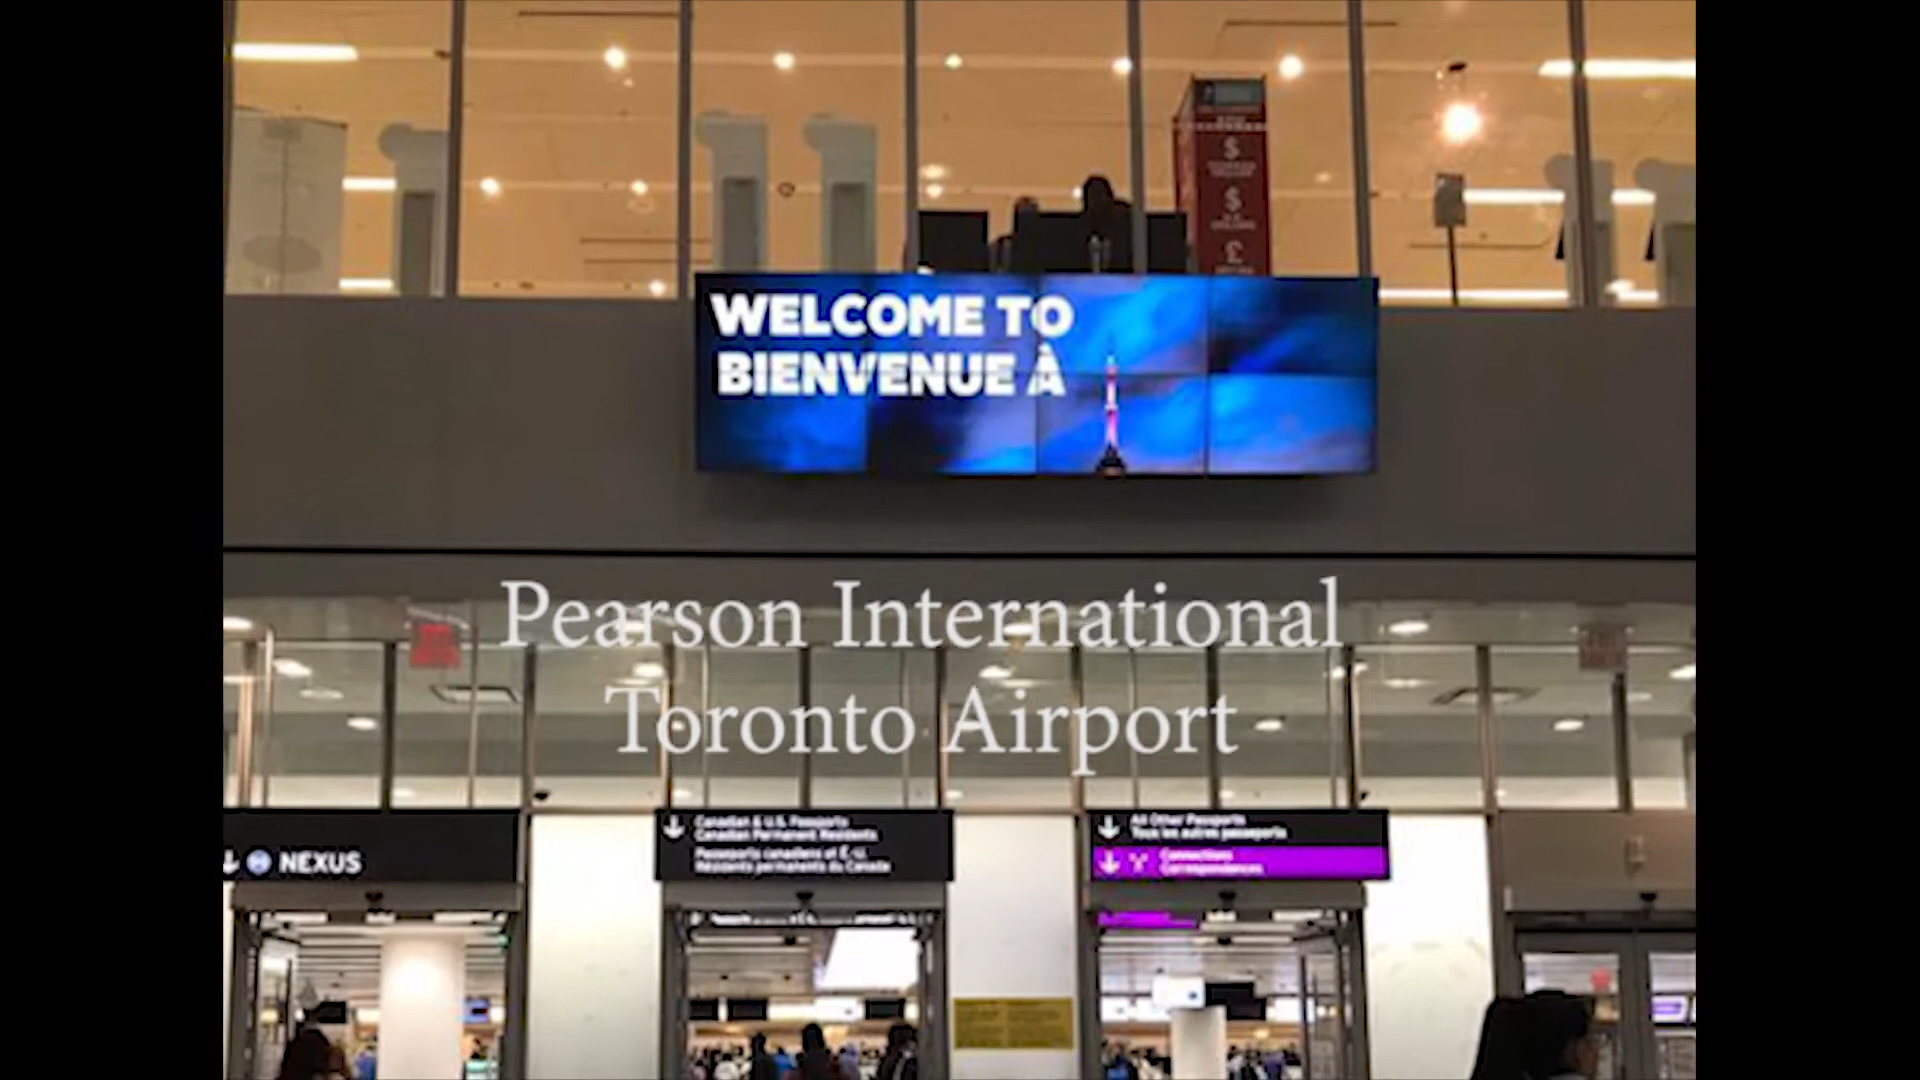 $
$
£
WELCOME TO
BIENVENUE À
Pearson International
Toronto Airport
NEXUS
Canadian & U.S. Passports
Canadian Permanent Residents
Passeports canadiens et É.-U.
Résidents permanents du Canada
All Other Passports
Tous les autres passeports
Connections
Correspondances